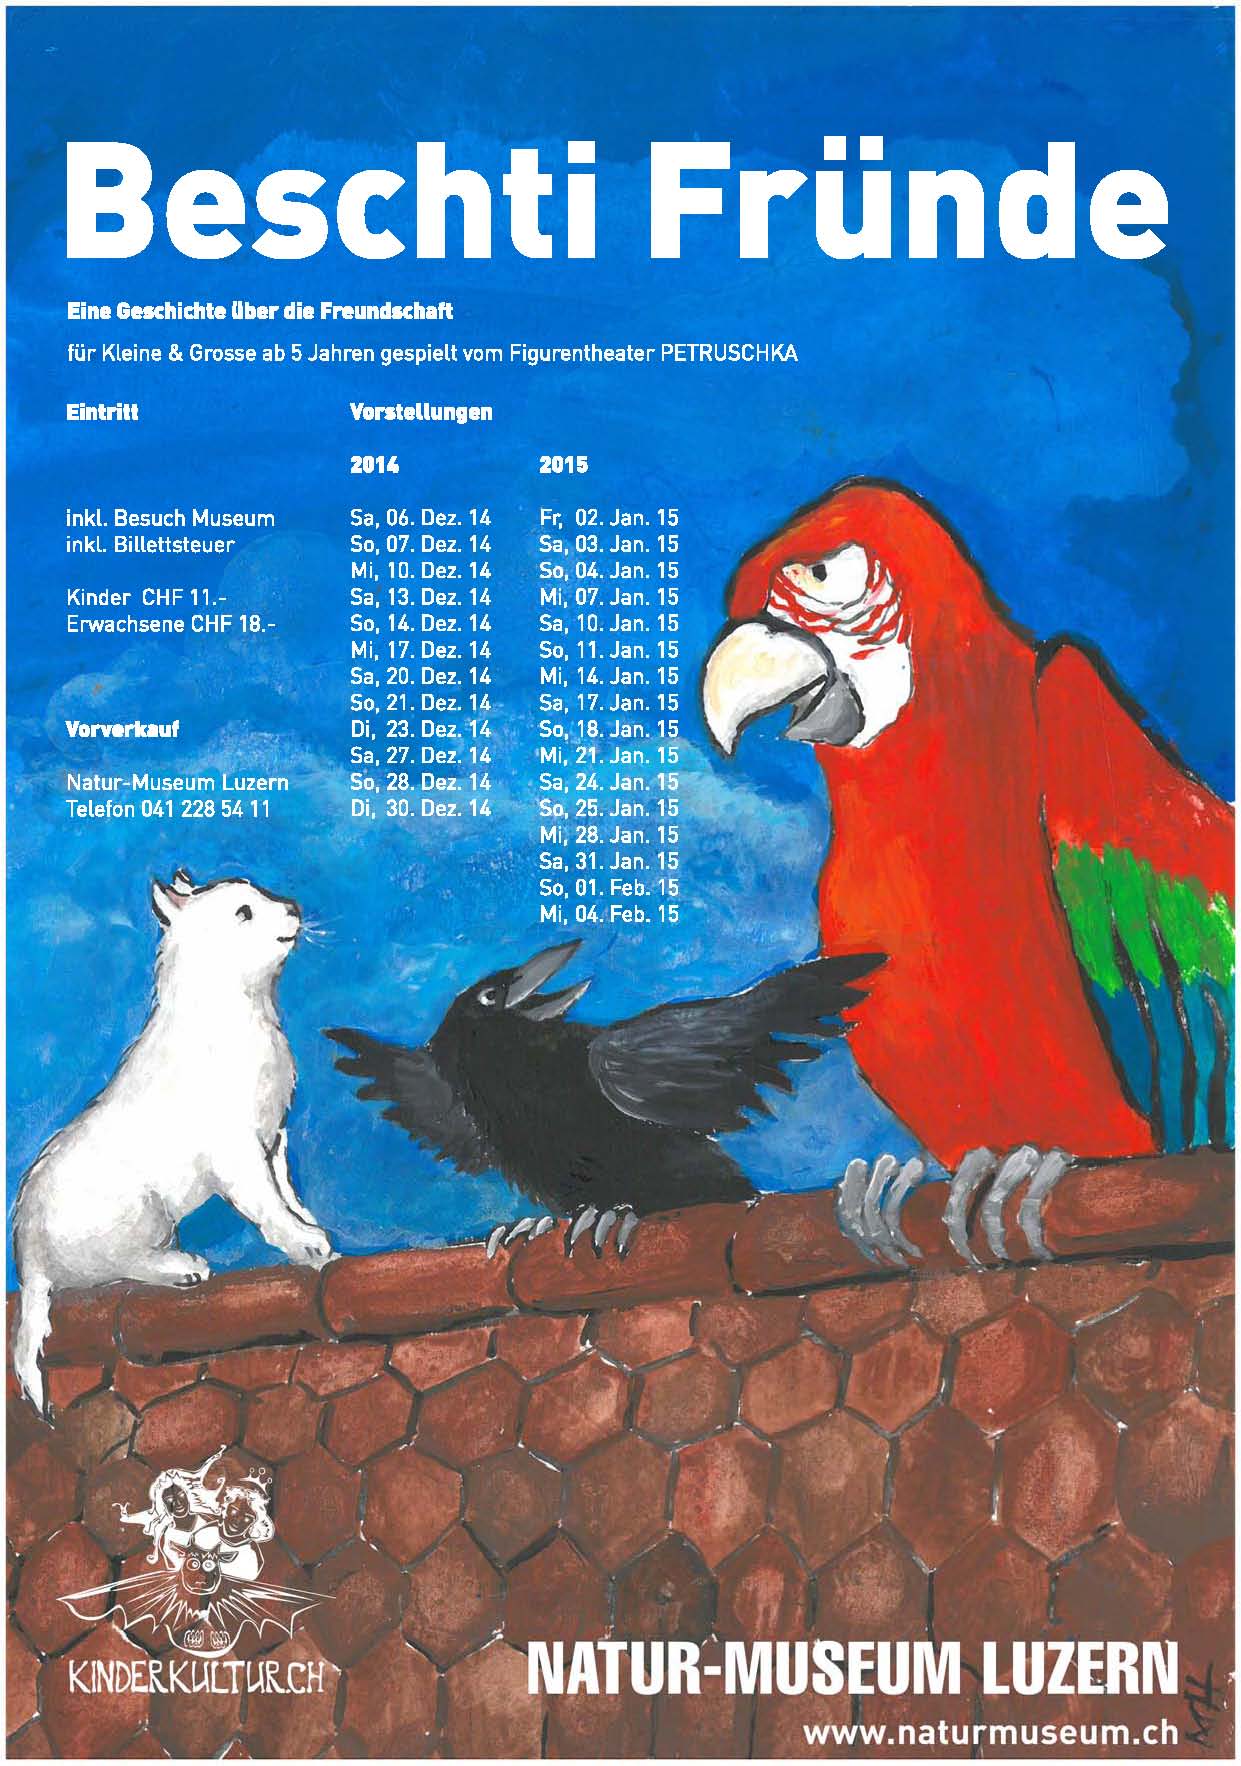 Beschti Fründe
Eine Geschichte über die Freundschaft
für Kleine & Grosse ab 5 Jahren gespielt vom Figurentheater PETRUSCHKA
Eintritt
inkl. Besuch Museum
inkl. Billettsteuer
Kinder CHF 11.-
Erwachsene CHF 18.-
Vorverkauf
Natur-Museum Luzern
Telefon 041 228 54 11
Vorstellungen
2014
Sa, 06. Dez. 14
So, 07. Dez. 14
Mi, 10. Dez. 14
Sa, 13. Dez. 14
So, 14. Dez. 14
Mi, 17. Dez. 14
Sa, 20. Dez. 14
So, 21. Dez. 14
Di, 23. Dez. 14
Sa, 27. Dez. 14
So, 28. Dez. 14
Di, 30. Dez. 14
2015
Fr, 02. Jan. 15
Sa, 03. Jan. 15
So, 04. Jan. 15
Mi, 07. Jan. 15
Sa, 10. Jan. 15
So, 11. Jan. 15
Mi, 14. Jan. 15
Sa, 17. Jan. 15
So, 18. Jan. 15
Mi, 21. Jan. 15
Sa, 24. Jan. 15
So, 25. Jan. 15
Mi, 28. Jan. 15
Sa, 31. Jan. 15
So, 01. Feb. 15
Mi, 04. Feb. 15
KINDERKULTUR.CH
NATUR-MUSEUM LUZERN
www.naturmuseum.ch
MH